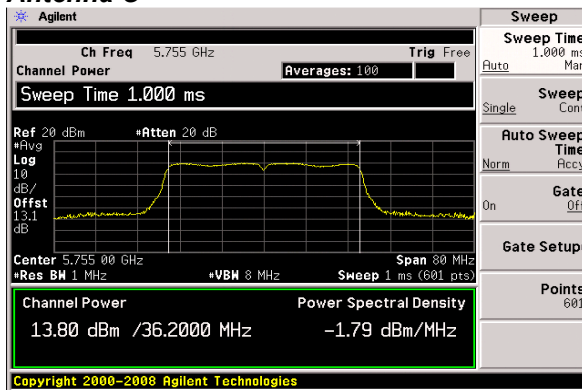 Agilent
Sweep
Ch Freq 5.755 GHz Trig Free
Channel Power Averages: 100
Sweep Time 1.000 ms
Ref 20 dBm #Atten 20 dB
#Avg
Log
10
dB/
Offst
13.1
dB
Center 5.755 00 GHz Span 80 MHz
#Res BW 1 MHz #VBW 8 MHz Sweep 1 ms (601 pts)
Channel Power Power Spectral Density
13.80 dBm /36.2000 MHz -1.79 dBm/MHz
Copyright 2000-2008 Agilent Technologies
Sweep Time
1.000 ms
Auto Man
Sweep
Single Cont
Auto Sweep
Time
Norm Accy
Gate
On Off
Gate Setup
Points
601